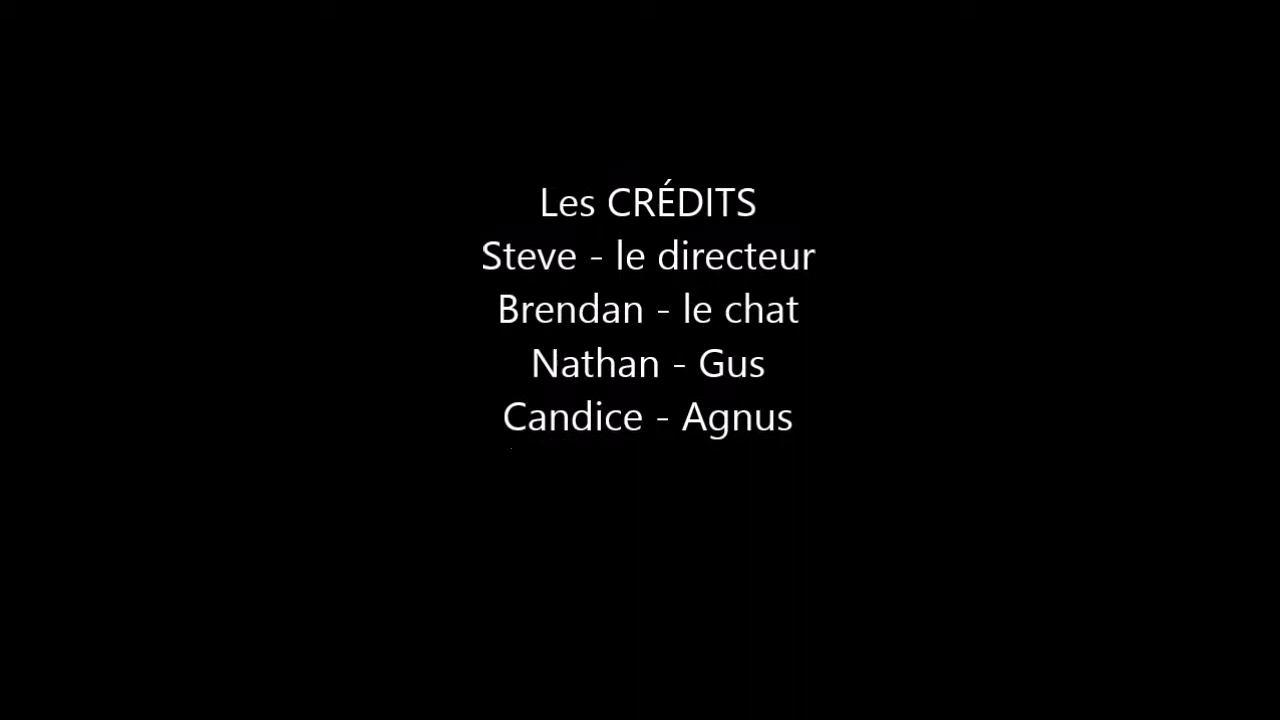 Les CRÉDITS
Steve - le directeur
Brendan - le chat
Nathan - Gus
Candice - Agnus